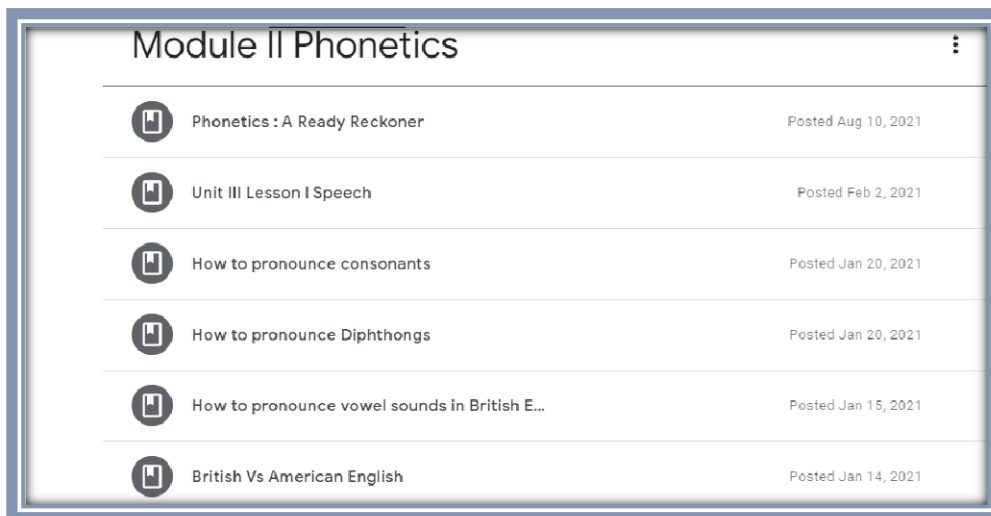 Module II Phonetics
Phonetics : A Ready Reckoner Posted Aug 10, 2021
Unit III Lesson I Speech Posted Feb 2, 2021
How to pronounce consonants Posted Jan 20, 2021
How to pronounce Diphthongs Posted Jan 20, 2021
How to pronounce vowel sounds in British E... Posted Jan 15, 2021
British Vs American English Posted Jan 14, 2021